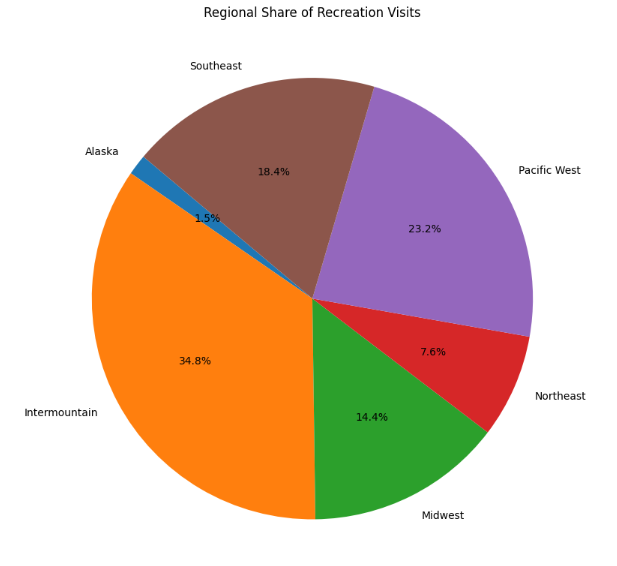 Regional Share of Recreation Visits
Southeast
Alaska
Pacific West
18.4%
1.5%
23.2%
34.8%
7.6%
Intermountain
14.4%
Northeast
Midwest